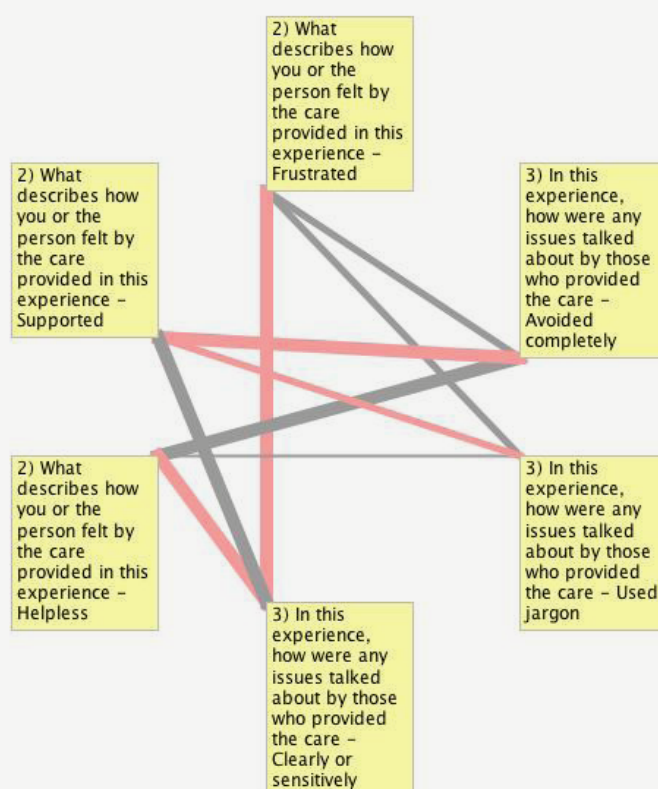 2) What
describes how
you or the
person felt by
the care
provided in this
experience –
Frustrated
2) What
describes how
you or the
person felt by
the care
provided in this
experience –
Supported
3) In this
experience,
how were any
issues talked
about by those
who provided
the care –
Avoided
completely
2) What
describes how
you or the
person felt by
the care
provided in this
experience –
Helpless
3) In this
experience,
how were any
issues talked
about by those
who provided
the care – Used
jargon
3) In this
experience,
how were any
issues talked
about by those
who provided
the care –
Clearly or
sensitively